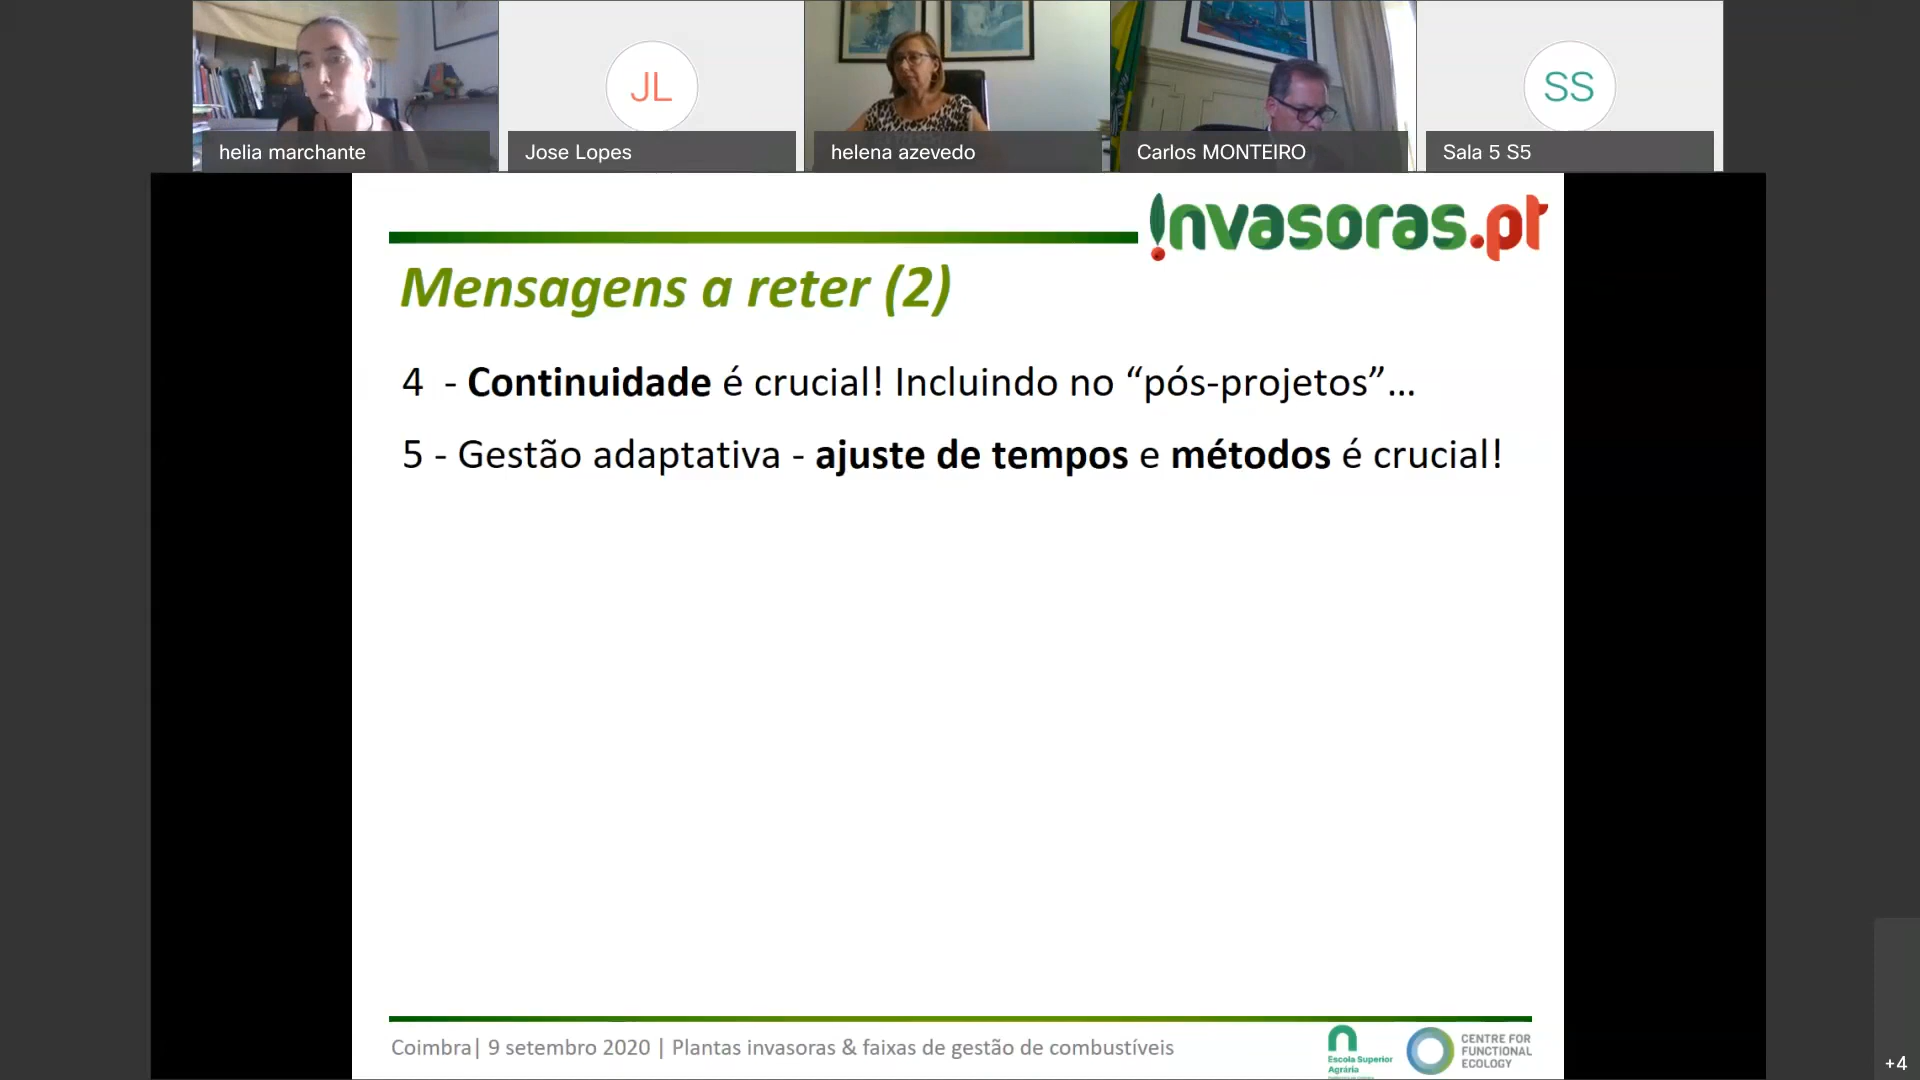 helia marchante
JL
Jose Lopes
helena azevedo
Carlos MONTEIRO
SS
Sala 5 S5
invasoras.pt
Mensagens a reter (2)
4 - Continuidade é crucial! Incluindo no “pós-projetos”...
5 - Gestão adaptativa - ajuste de tempos e métodos é crucial!
Coimbra| 9 setembro 2020 | Plantas invasoras & faixas de gestão de combustíveis
Escola Superior
Agrária
CENTRE FOR
FUNCTIONAL
ECOLOGY
+4